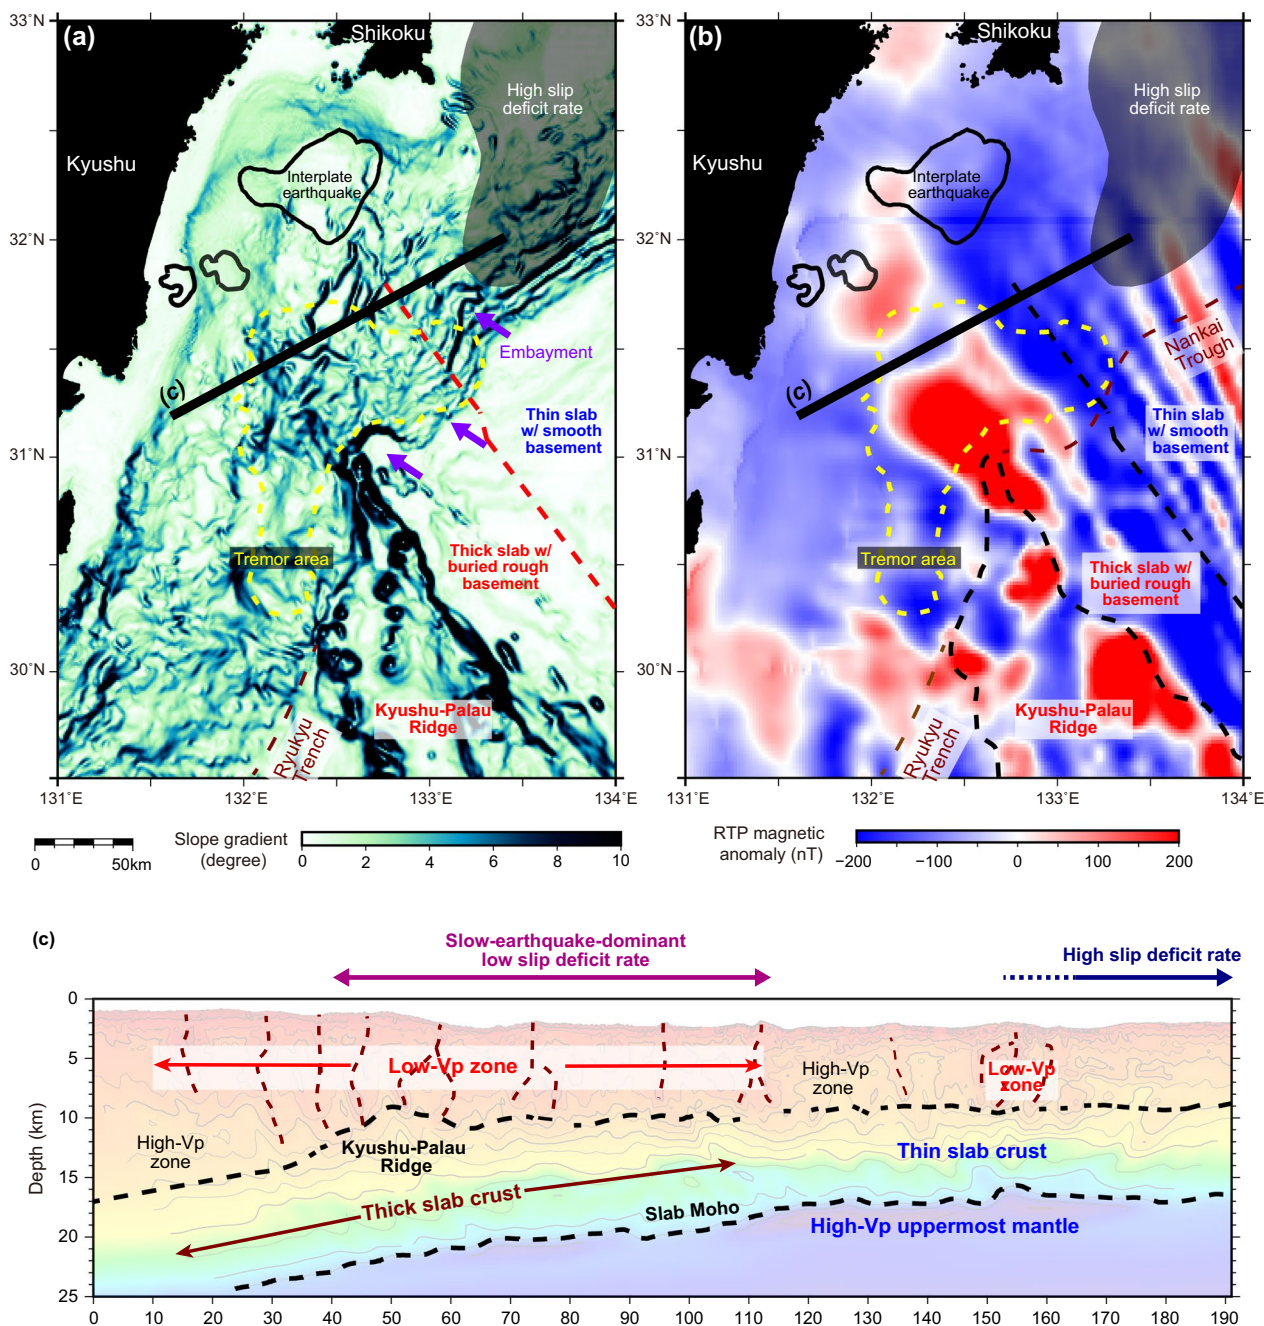 33˚N
(a)
Shikoku
High slip
deficit rate
Kyushu
Interplate
earthquake
32˚N
Embayment
(c)
Thin slab
w/ smooth
basement
31˚N
Thick slab w/
buried rough
basement
Tremor area
30˚N
Kyushu-Palau
Ridge
Ryukyu
Trench
131˚E
132˚E
133˚E
134˚E
0
50km
Slope gradient
(degree)
0
2
4
6
8
10
33˚N
(b)
Shikoku
High slip
deficit rate
Kyushu
Interplate
earthquake
32˚N
Nankai
Trough
(c)
Thin slab
w/ smooth
basement
31˚N
Tremor area
Thick slab w/
buried rough
basement
30˚N
Kyushu-Palau
Ridge
Ryukyu
Trench
131˚E
132˚E
133˚E
134˚E
RTP magnetic
anomaly (nT)
−200
−100
0
100
200
(c)
Slow-earthquake-dominant
low slip deficit rate
High slip deficit rate
0
5
10
15
20
25
Depth (km)
Low-Vp zone
High-Vp
zone
Low-Vp
zone
High-Vp
zone
Kyushu-Palau
Ridge
Thin slab crust
Thick slab crust
Slab Moho
High-Vp uppermost mantle
0
10
20
30
40
50
60
70
80
90
100
110
120
130
140
150
160
170
180
190